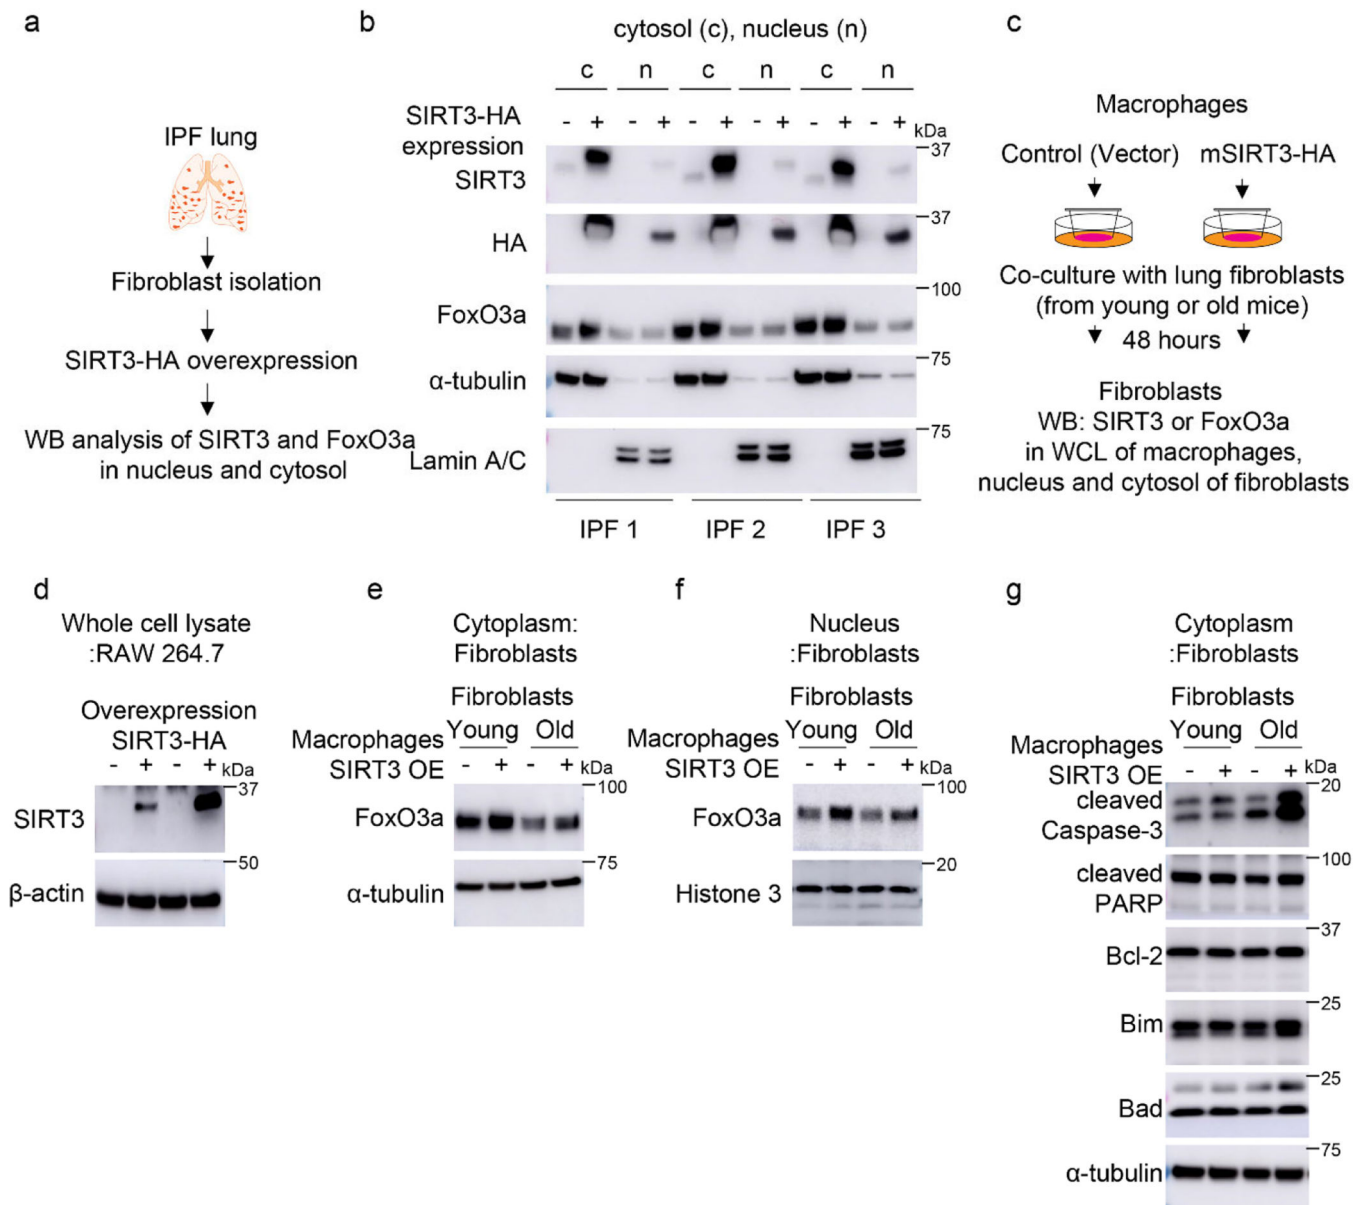 a
IPF lung
Fibroblast isolation
SIRT3-HA overexpression
WB analysis of SIRT3 and FoxO3a
in nucleus and cytosol
b
cytosol (c), nucleus (n)
c n c n c n
SIRT3-HA
expression
- + - + - + - + - + - +
kDa
SIRT3
37
HA
37
FoxO3a
100
α-tubulin
75
Lamin A/C
75
IPF 1 IPF 2 IPF 3
c
Macrophages
Control (Vector) mSIRT3-HA
Co-culture with lung fibroblasts
(from young or old mice)
48 hours
Fibroblasts
WB: SIRT3 or FoxO3a
in WCL of macrophages,
nucleus and cytosol of fibroblasts
d
Whole cell lysate
:RAW 264.7
Overexpression
SIRT3-HA
- + - + kDa
SIRT3
37
β-actin
50
e
Cytoplasm:
Fibroblasts
Fibroblasts
Young Old
Macrophages
SIRT3 OE - + - + kDa
FoxO3a
100
α-tubulin
75
f
Nucleus
:Fibroblasts
Fibroblasts
Young Old
Macrophages
SIRT3 OE - + - + kDa
FoxO3a
100
Histone 3
20
g
Cytoplasm
:Fibroblasts
Fibroblasts
Young Old
Macrophages
SIRT3 OE - + - + kDa
cleaved
Caspase-3
20
cleaved
PARP
100
Bcl-2
37
Bim
25
Bad
25
α-tubulin
75